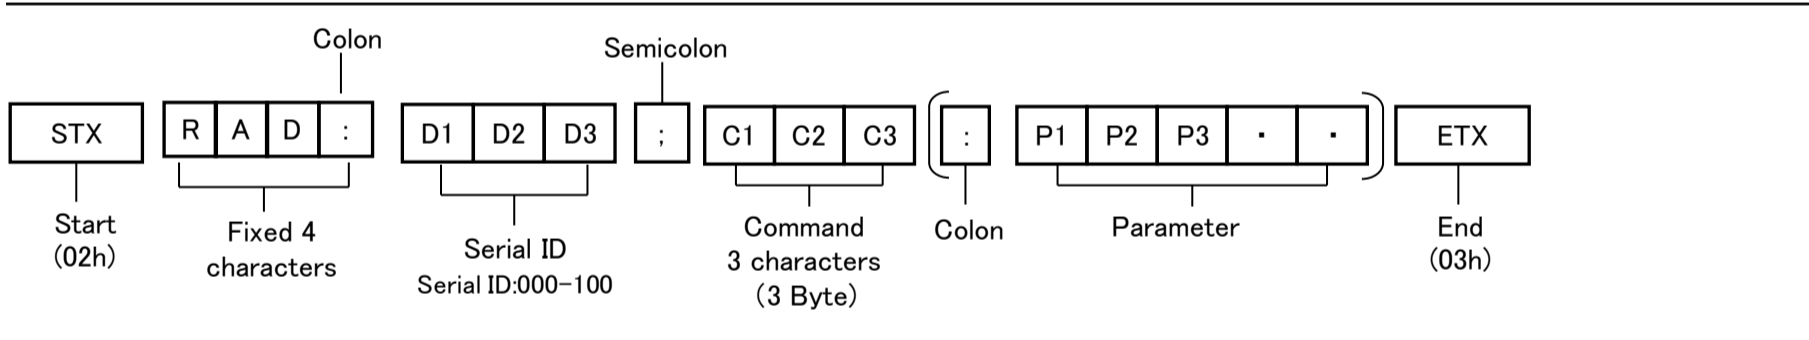 Colon
Semicolon
STX R A D : D1 D2 D3 ; C1 C2 C3 ( : P1 P2 P3 ・ ・ ) ETX
Start
(02h)
Fixed 4
characters
Serial ID
Serial ID:000-100
Command
3 characters
(3 Byte)
Colon
Parameter
End
(03h)